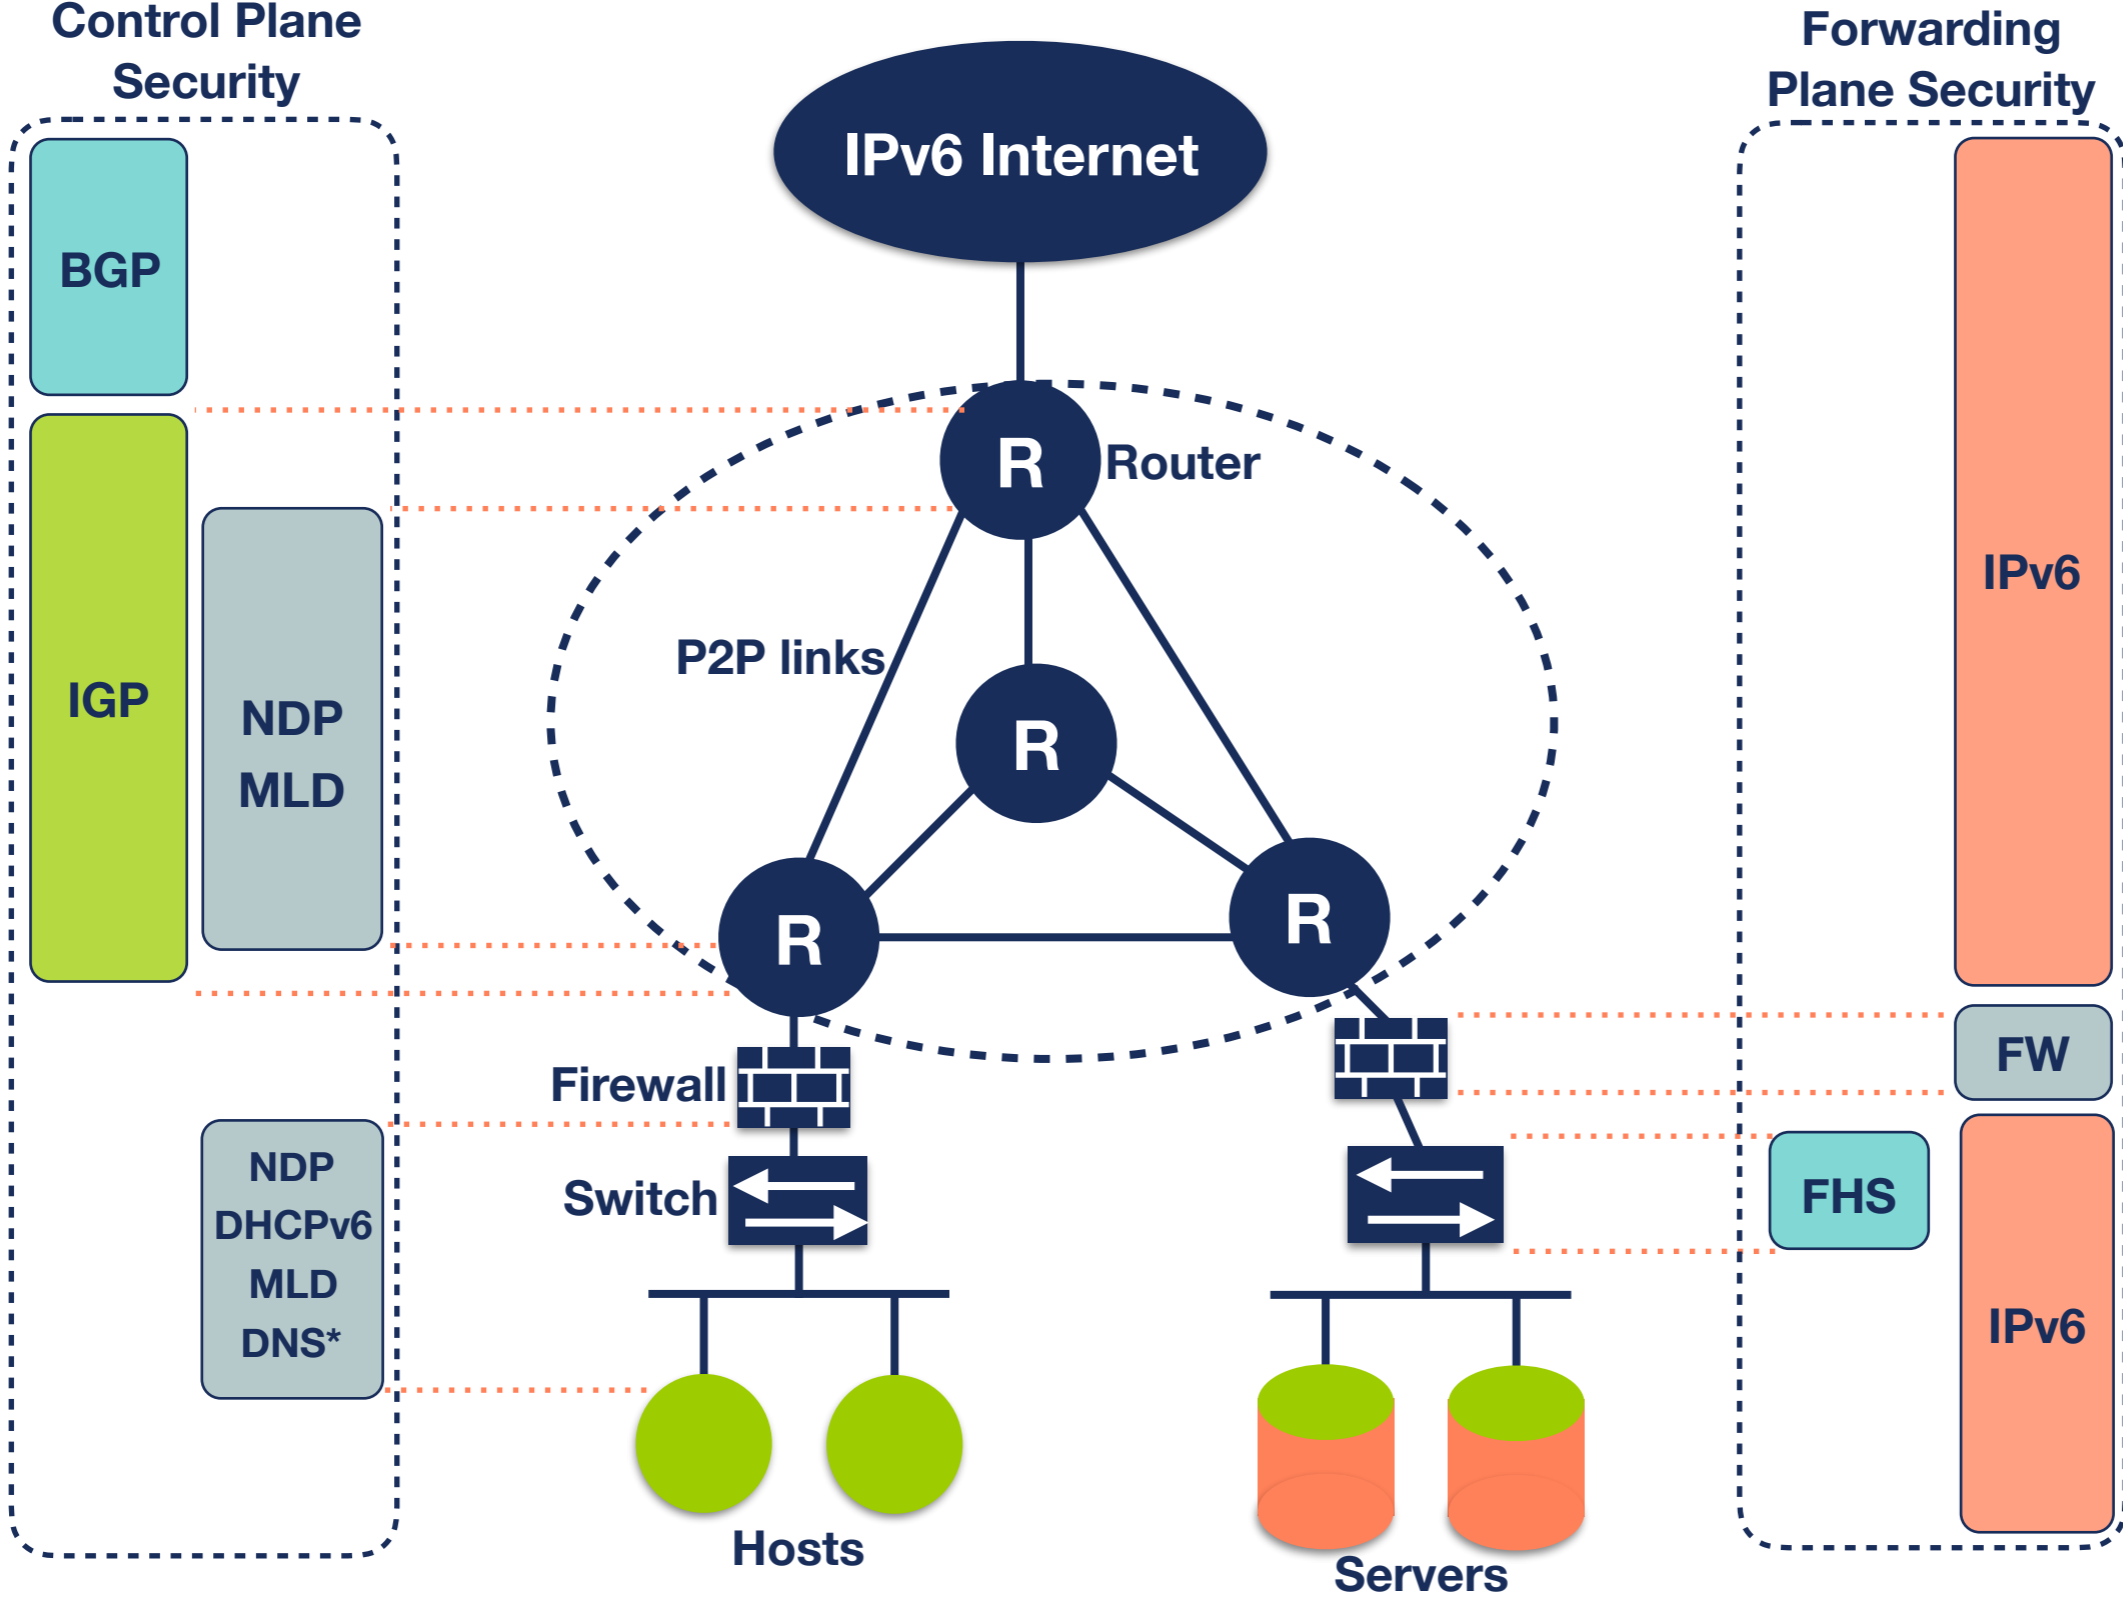 Control Plane
Security
BGP
IGP
NDP
MLD
NDP
DHCPv6
MLD
DNS*
IPv6 Internet
R
Router
P2P links
R
R
R
Firewall
Switch
Hosts
Servers
Forwarding
Plane Security
IPv6
FW
FHS
IPv6